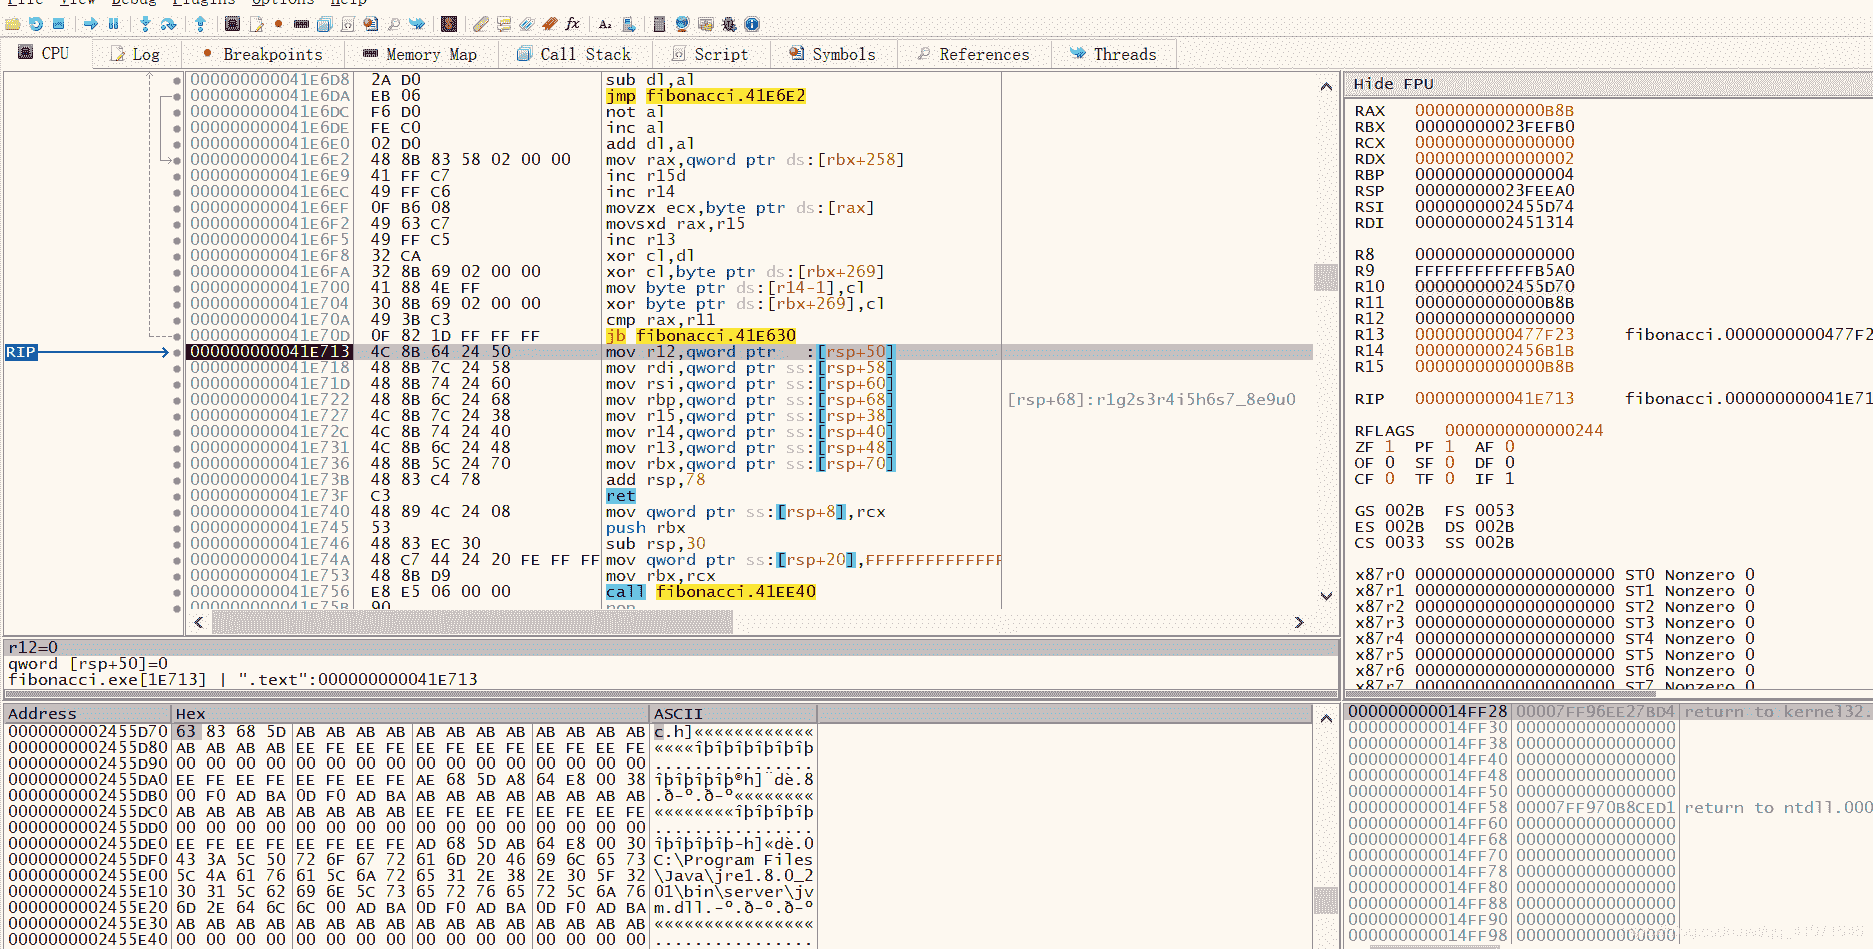 File View Debug Plugins Options Help
CPU Log Breakpoints Memory Map Call Stack Script Symbols References Threads
000000000041E6D8 2A D0 sub dl,al
000000000041E6DA EB 06 jmp fibonacci.41E6E2
000000000041E6DC F6 D0 not al
000000000041E6DE FE C0 inc al
000000000041E6E0 02 D0 add dl,al
000000000041E6E2 48 8B 83 58 02 00 00 mov rax,qword ptr ds:[rbx+258]
000000000041E6E9 41 FF C7 inc r15d
000000000041E6EC 49 FF C6 inc r14
000000000041E6EF 0F B6 08 movzx ecx,byte ptr ds:[rax]
000000000041E6F2 49 63 C7 movsxd rax,r15
000000000041E6F5 49 FF C5 inc r13
000000000041E6F8 32 CA xor cl,dl
000000000041E6FA 32 8B 69 02 00 00 xor cl,byte ptr ds:[rbx+269]
000000000041E700 41 88 4E FF mov byte ptr ds:[r14-1],cl
000000000041E704 30 8B 69 02 00 00 xor byte ptr ds:[rbx+269],cl
000000000041E70A 49 3B C3 cmp rax,r11
000000000041E70D 0F 82 1D FF FF FF jb fibonacci.41E630
RIP 000000000041E713 4C 8B 64 24 50 mov r12,qword ptr :[rsp+50]
000000000041E718 48 8B 7C 24 58 mov rdi,qword ptr ss:[rsp+58]
000000000041E71D 48 8B 74 24 60 mov rsi,qword ptr ss:[rsp+60]
000000000041E722 48 8B 6C 24 68 mov rbp,qword ptr ss:[rsp+68] [rsp+68]:r1g2s3r4i5h6s7_8e9u0
000000000041E727 4C 8B 7C 24 38 mov r15,qword ptr ss:[rsp+38]
000000000041E72C 4C 8B 74 24 40 mov r14,qword ptr ss:[rsp+40]
000000000041E731 4C 8B 6C 24 48 mov r13,qword ptr ss:[rsp+48]
000000000041E736 48 8B 5C 24 70 mov rbx,qword ptr ss:[rsp+70]
000000000041E73B 48 83 C4 78 add rsp,78
000000000041E73F C3 ret
000000000041E740 48 89 4C 24 08 mov qword ptr ss:[rsp+8],rcx
000000000041E745 53 push rbx
000000000041E746 48 83 EC 30 sub rsp,30
000000000041E74A 48 C7 44 24 20 FE FF FF mov qword ptr ss:[rsp+20],FFFFFFFFFFFFFF
000000000041E753 48 8B D9 mov rbx,rcx
000000000041E756 E8 E5 06 00 00 call fibonacci.41EE40
000000000041E75B 90 nop
Hide FPU
RAX 0000000000000B8B
RBX 00000000023FEFB0
RCX 0000000000000000
RDX 0000000000000002
RBP 0000000000000004
RSP 00000000023FEEA0
RSI 0000000002455D74
RDI 0000000002451314
R8 0000000000000000
R9 FFFFFFFFFFFFB5A0
R10 0000000002455D70
R11 0000000000000B8B
R12 0000000000000000
R13 0000000000477F23 fibonacci.0000000000477F2
R14 0000000002456B1B
R15 0000000000000B8B
RIP 000000000041E713 fibonacci.000000000041E71
RFLAGS 0000000000000244
ZF 1 PF 1 AF 0
OF 0 SF 0 DF 0
CF 0 TF 0 IF 1
GS 002B FS 0053
ES 002B DS 002B
CS 0033 SS 002B
x87r0 00000000000000000000 ST0 Nonzero 0
x87r1 00000000000000000000 ST1 Nonzero 0
x87r2 00000000000000000000 ST2 Nonzero 0
x87r3 00000000000000000000 ST3 Nonzero 0
x87r4 00000000000000000000 ST4 Nonzero 0
x87r5 00000000000000000000 ST5 Nonzero 0
x87r6 00000000000000000000 ST6 Nonzero 0
x87r7 00000000000000000000 ST7 Nonzero 0
r12=0
qword [rsp+50]=0
fibonacci.exe[1E713] | ".text":000000000041E713
Address Hex ASCII
0000000002455D70 63 83 68 5D AB AB AB AB AB AB AB AB AB AB AB AB c.h]««««««««««««
0000000002455D80 AB AB AB AB EE FE EE FE EE FE EE FE EE FE EE FE ««««îþîþîþîþîþîþ
0000000002455D90 00 00 00 00 00 00 00 00 00 00 00 00 00 00 00 00 ................
0000000002455DA0 EE FE EE FE EE FE EE FE AE 68 5D A8 64 E8 00 38 îþîþîþîþ®h]¨dè.8
0000000002455DB0 00 F0 AD BA 0D F0 AD BA AB AB AB AB AB AB AB AB .ð-º.ð-º««««««««
0000000002455DC0 AB AB AB AB AB AB AB AB EE FE EE FE EE FE EE FE ««««««««îþîþîþîþ
0000000002455DD0 00 00 00 00 00 00 00 00 00 00 00 00 00 00 00 00 ................
0000000002455DE0 EE FE EE FE EE FE EE FE AD 68 5D AB 64 E8 00 30 îþîþîþîþ-h]«dè.0
0000000002455DF0 43 3A 5C 50 72 6F 67 72 61 6D 20 46 69 6C 65 73 C:\Program Files
0000000002455E00 5C 4A 61 76 61 5C 6A 72 65 31 2E 38 2E 30 5F 32 \Java\jre1.8.0_2
0000000002455E10 30 31 5C 62 69 6E 5C 73 65 72 76 65 72 5C 6A 76 01\bin\server\jv
0000000002455E20 6D 2E 64 6C 6C 00 AD BA 0D F0 AD BA 0D F0 AD BA m.dll.-º.ð-º.ð-º
0000000002455E30 AB AB AB AB AB AB AB AB AB AB AB AB AB AB AB AB ««««««««««««««««
0000000002455E40 00 00 00 00 00 00 00 00 00 00 00 00 00 00 00 00 ................
000000000014FF28 00007FF96EE27BD4 return to kernel32.
000000000014FF30 0000000000000000
000000000014FF38 0000000000000000
000000000014FF40 0000000000000000
000000000014FF48 0000000000000000
000000000014FF50 0000000000000000
000000000014FF58 00007FF970B8CED1 return to ntdll.000
000000000014FF60 0000000000000000
000000000014FF68 0000000000000000
000000000014FF70 0000000000000000
000000000014FF78 0000000000000000
000000000014FF80 0000000000000000
000000000014FF88 0000000000000000
000000000014FF90 0000000000000000
000000000014FF98 0000000000000000